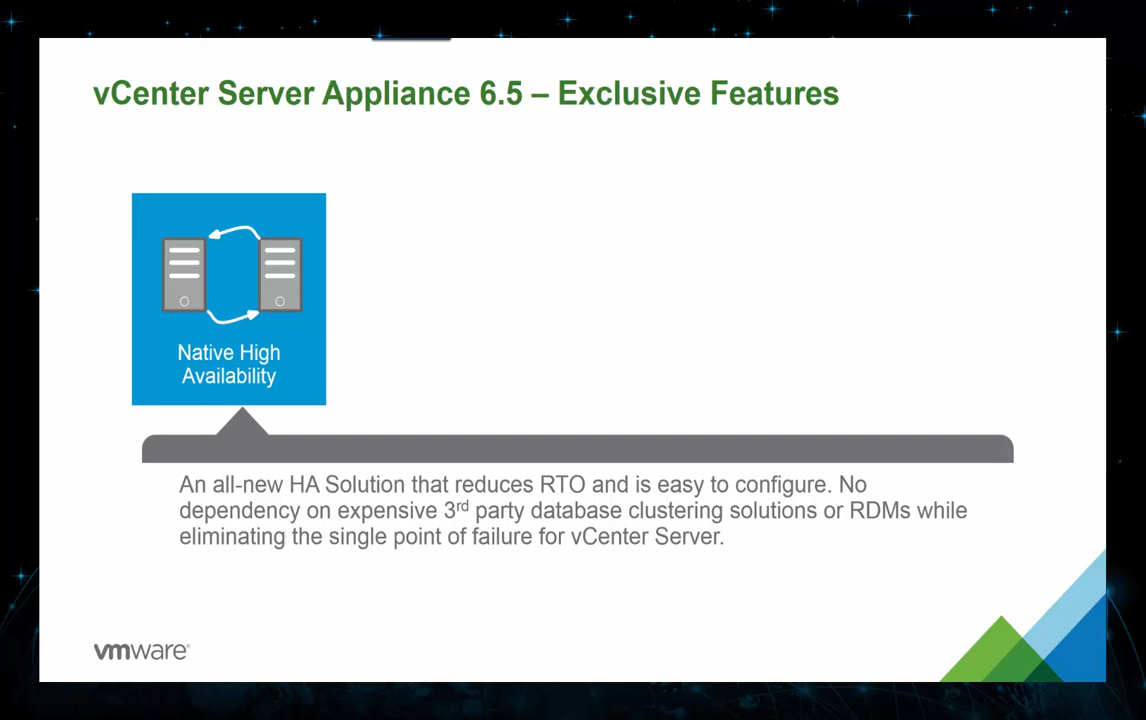 vCenter Server Appliance 6.5 – Exclusive Features
Native High
Availability
An all-new HA Solution that reduces RTO and is easy to configure. No
dependency on expensive 3rd party database clustering solutions or RDMs while
eliminating the single point of failure for vCenter Server.
vmware®